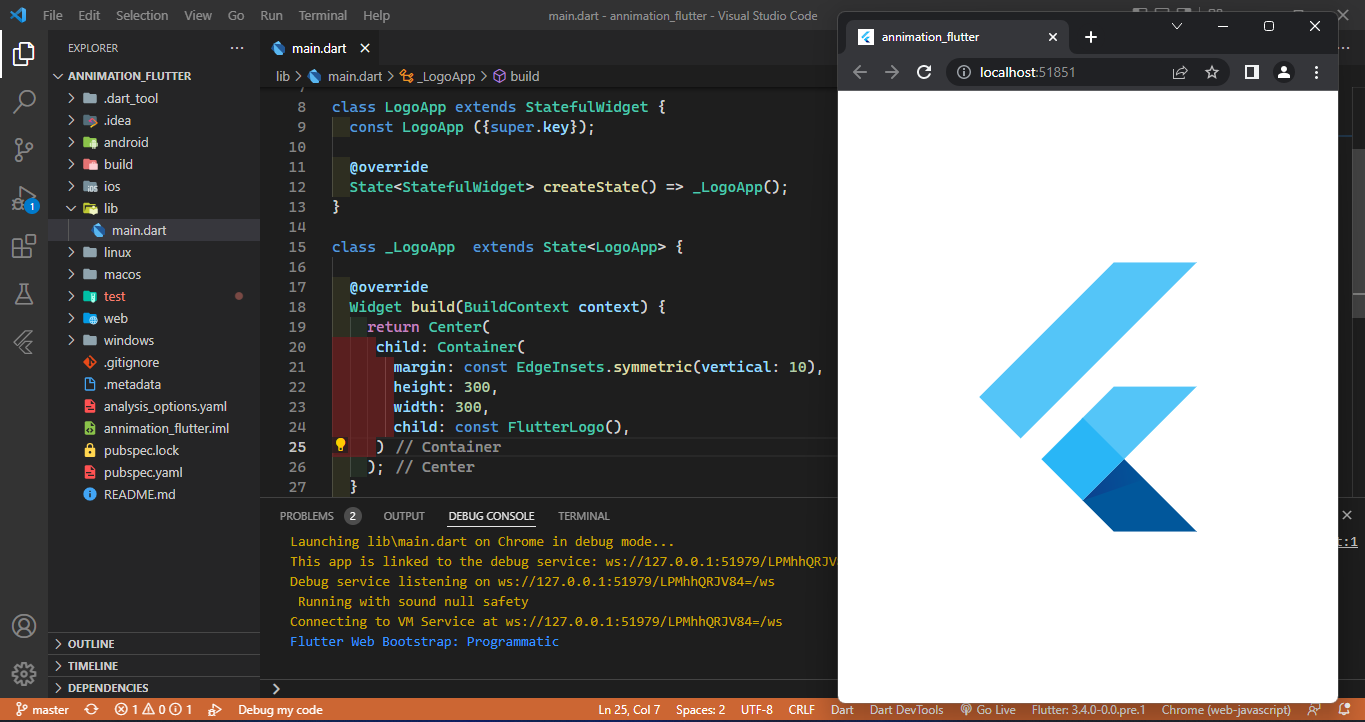 File Edit Selection View Go Run Terminal Help
main.dart - annimation_flutter - Visual Studio Code
EXPLORER
ANNIMATION_FLUTTER
.dart_tool
.idea
android
build
ios
lib
main.dart
linux
macos
test
web
windows
.gitignore
.metadata
analysis_options.yaml
annimation_flutter.iml
pubspec.lock
pubspec.yaml
README.md
OUTLINE
TIMELINE
DEPENDENCIES
1
main.dart
lib > main.dart > _LogoApp > build
8 class LogoApp extends StatefulWidget {
9 const LogoApp ({super.key});
10
11 @override
12 State<StatefulWidget> createState() => _LogoApp();
13 }
14
15 class _LogoApp  extends State<LogoApp> {
16
17 @override
18 Widget build(BuildContext context) {
19 return Center(
20 child: Container(
21 margin: const EdgeInsets.symmetric(vertical: 10),
22 height: 300,
23 width: 300,
24 child: const FlutterLogo(),
25 ) // Container
26 ); // Center
27 }
PROBLEMS 2 OUTPUT DEBUG CONSOLE TERMINAL
Launching lib\main.dart on Chrome in debug mode...
This app is linked to the debug service: ws://127.0.0.1:51979/LPMhhQRJV
Debug service listening on ws://127.0.0.1:51979/LPMhhQRJV84=/ws
Running with sound null safety
Connecting to VM Service at ws://127.0.0.1:51979/LPMhhQRJV84=/ws
Flutter Web Bootstrap: Programmatic
t:1
annimation_flutter
localhost:51851
master 1 0 1 Debug my code Ln 25, Col 7 Spaces: 2 UTF-8 CRLF Dart Dart DevTools Go Live Flutter: 3.4.0-0.0.pre.1 Chrome (web-javascript)